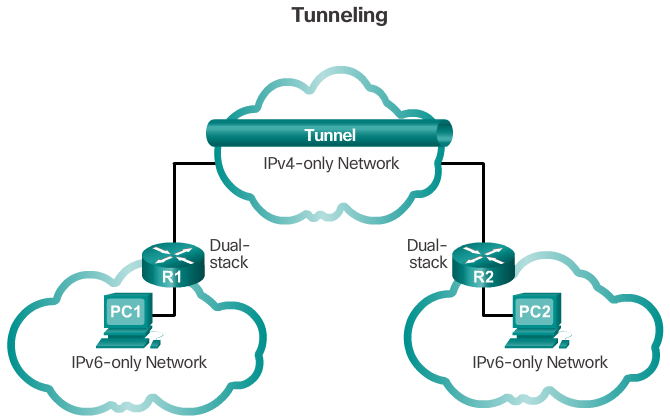 Tunneling
Tunnel
IPv4-only Network
Dual-
stack
R1
PC1
IPv6-only Network
Dual-
stack
R2
PC2
IPv6-only Network